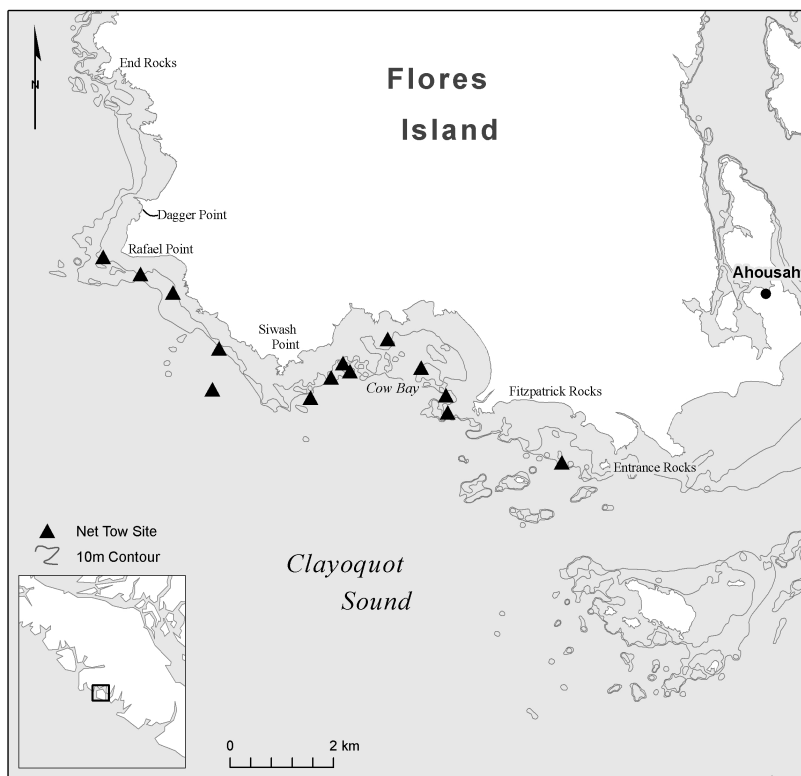 End Rocks
Flores
Island
N
Dagger Point
Rafael Point
Ahousah
Siwash
Point
Cow Bay
Fitzpatrick Rocks
Entrance Rocks
Net Tow Site
10m Contour
Clayoquot
Sound
0 2 km